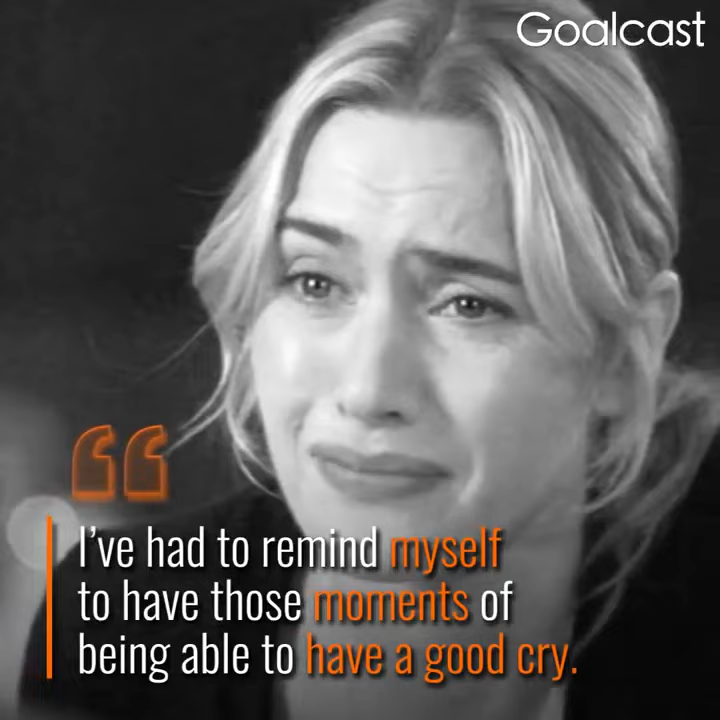 Goalcast
“
I’ve had to remind myself
to have those moments of
being able to have a good cry.